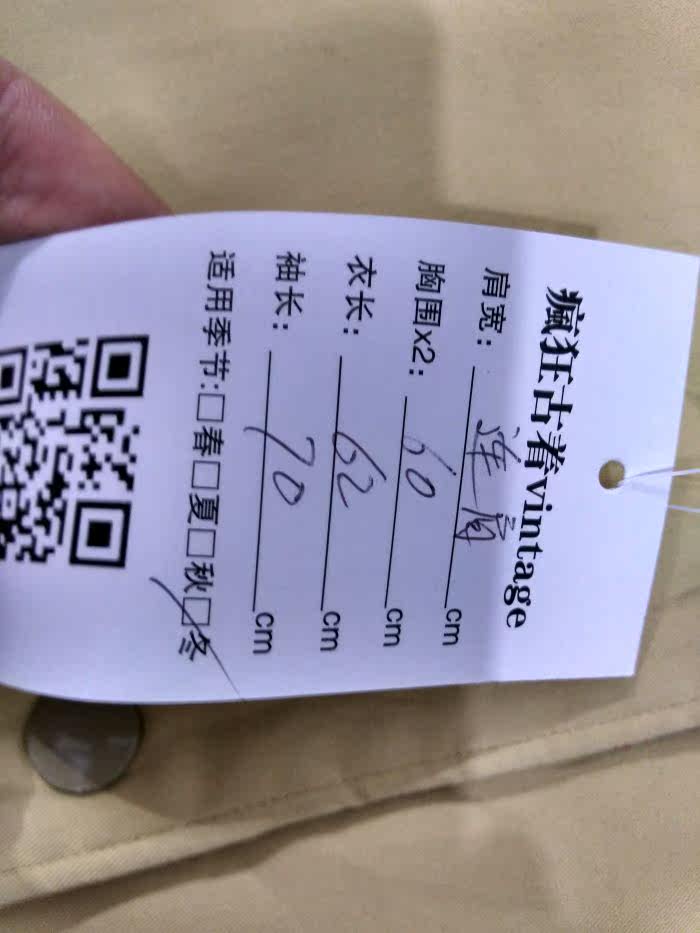 瘋狂古着vintage
肩宽：连肩cm
胸围x2：60cm
衣长：62cm
袖长：70cm
适用季节:□春□夏□秋□冬